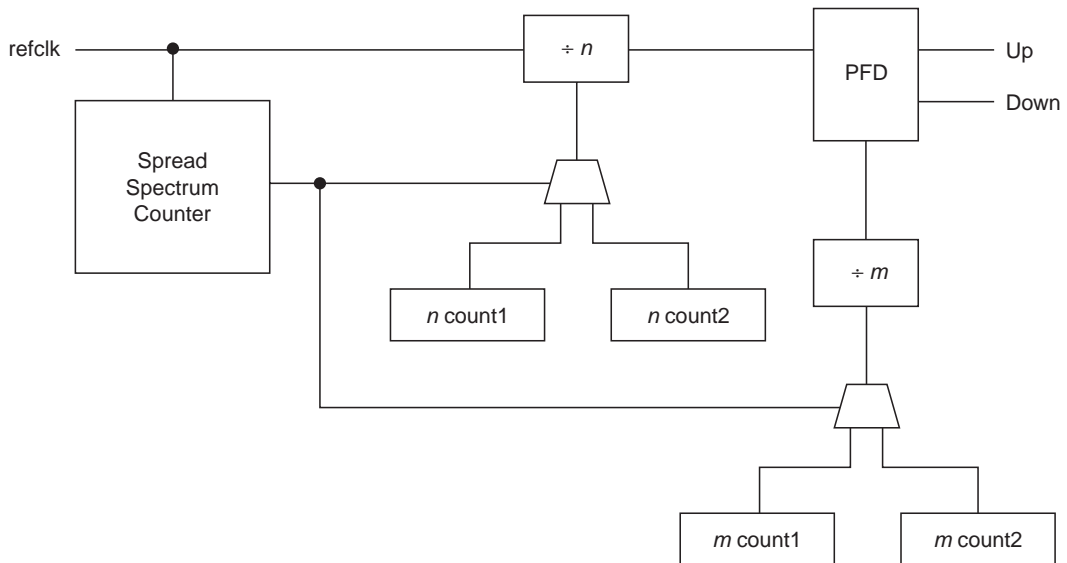 refclk
÷ n
PFD
Up
Down
Spread
Spectrum
Counter
÷ m
n count1
n count2
m count1
m count2